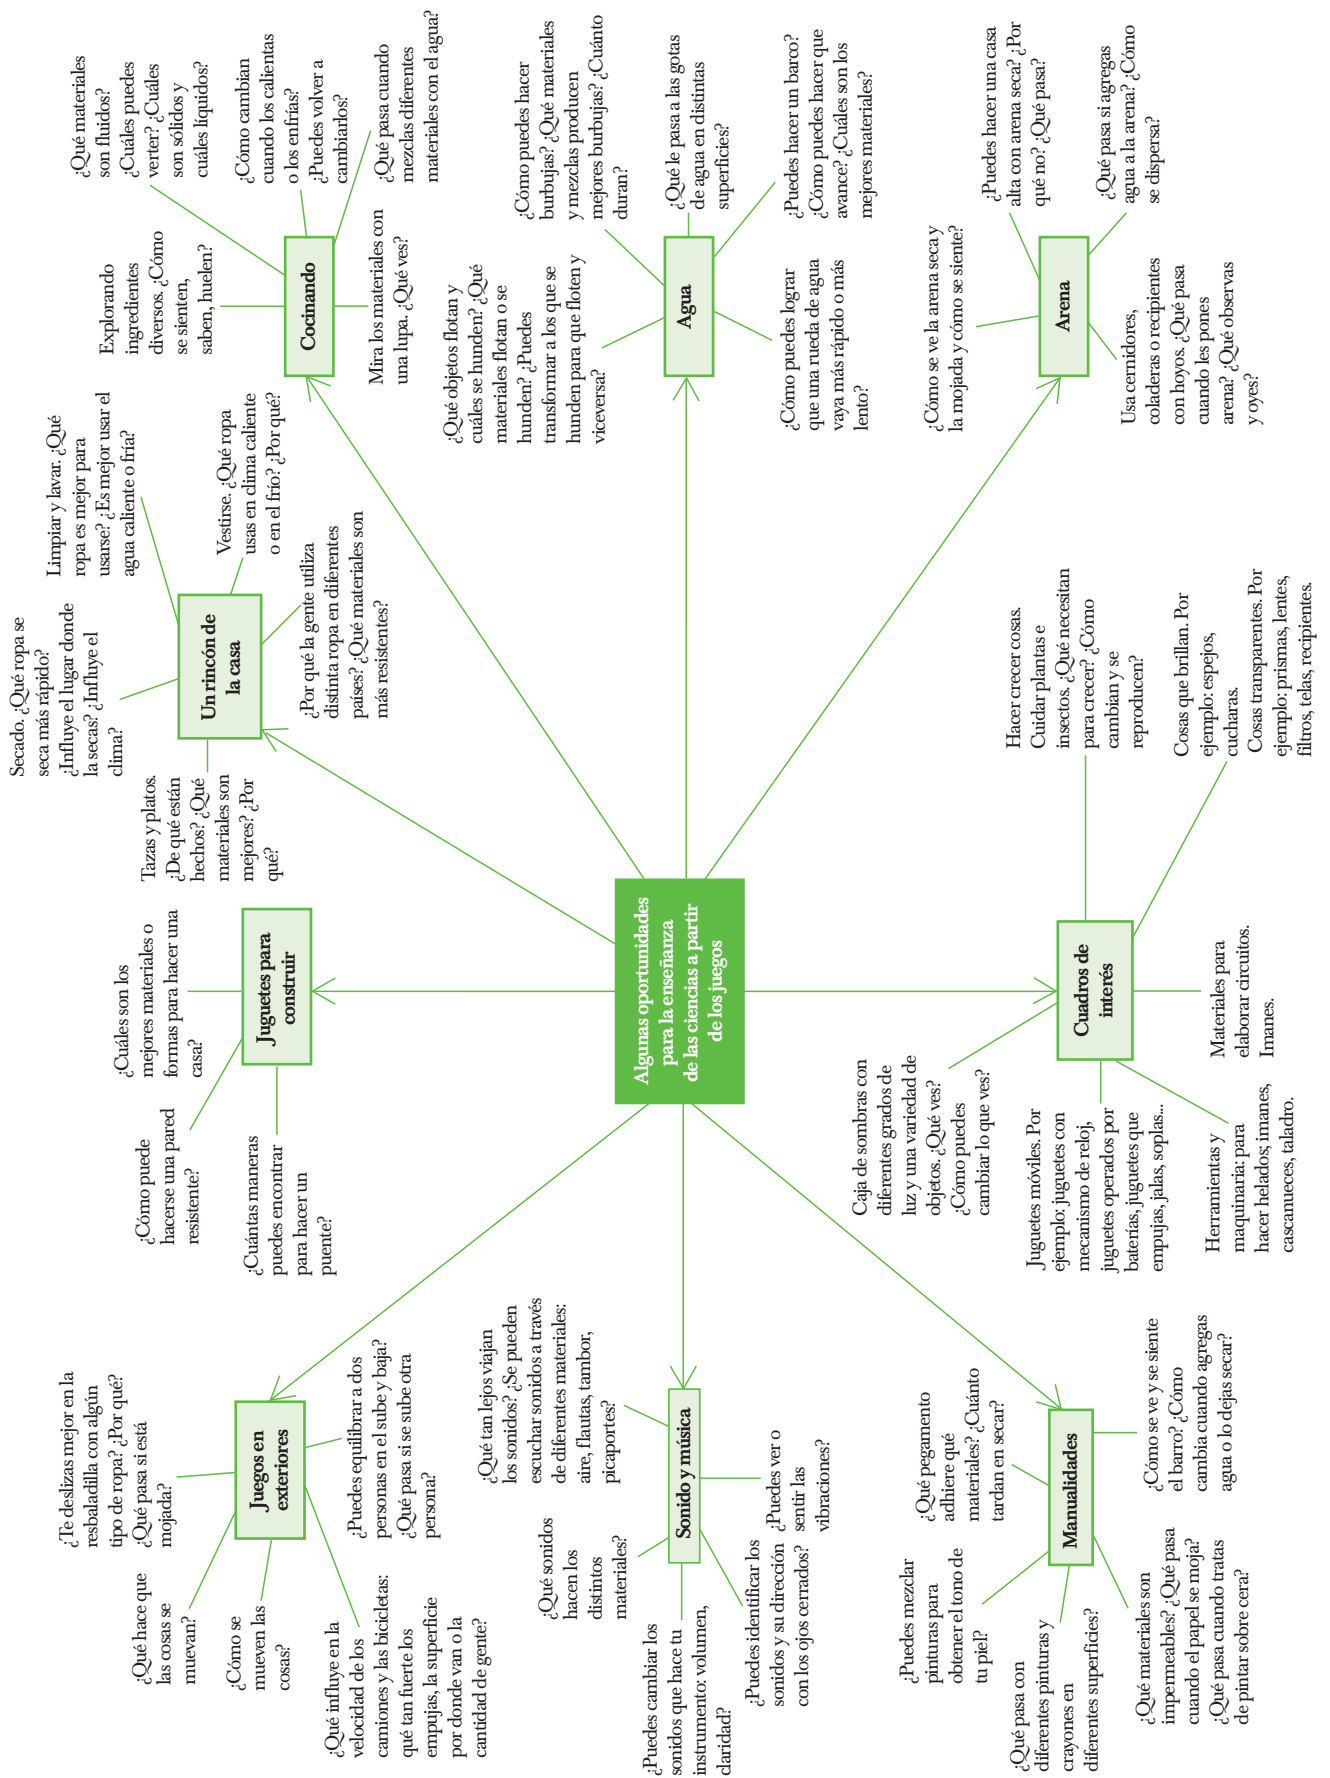 Algunas oportunidades
para la enseñanza
de las ciencias a partir
de los juegos
Juegos en
exteriores
¿Qué hace que
las cosas se
muevan?
¿Te deslizas mejor en la
resbaladilla con algún
tipo de ropa? ¿Por qué?
¿Qué pasa si está
mojada?
¿Cómo se
mueven las
cosas?
¿Qué influye en la
velocidad de los
camiones y las bicicletas:
qué tan fuerte los
empujas, la superficie
por donde van o la
cantidad de gente?
¿Puedes equilibrar a dos
personas en el sube y baja?
¿Qué pasa si se sube otra
persona?
Juguetes para
construir
¿Cómo puede
hacerse una pared
resistente?
¿Cuáles son los
mejores materiales o
formas para hacer una
casa?
¿Cuántas maneras
puedes encontrar
para hacer un
puente?
Un rincón de
la casa
Tazas y platos.
¿De qué están
hechos? ¿Qué
materiales son
mejores? ¿Por
qué?
Secado. ¿Qué ropa se
seca más rápido?
¿Influye el lugar donde
la secas? ¿Influye el
clima?
Limpiar y lavar. ¿Qué
ropa es mejor para
usarse? ¿Es mejor usar el
agua caliente o fría?
Vestirse. ¿Qué ropa
usas en clima caliente
o en el frío? ¿Por qué?
¿Por qué la gente utiliza
distinta ropa en diferentes
países? ¿Qué materiales son
más resistentes?
Cocinando
Explorando
ingredientes
diversos. ¿Cómo
se sienten,
saben, huelen?
¿Qué materiales
son fluidos?
¿Cuáles puedes
verter? ¿Cuáles
son sólidos y
cuáles líquidos?
¿Cómo cambian
cuando los calientas
o los enfrías?
¿Puedes volver a
cambiarlos?
¿Qué pasa cuando
mezclas diferentes
materiales con el agua?
Mira los materiales con
una lupa. ¿Qué ves?
Sonido y música
¿Qué sonidos
hacen los
distintos
materiales?
¿Qué tan lejos viajan
los sonidos? ¿Se pueden
escuchar sonidos a través
de diferentes materiales:
aire, flautas, tambor,
picaportes?
¿Puedes cambiar los
sonidos que hace tu
instrumento: volumen,
claridad?
¿Puedes identificar los
sonidos y su dirección
con los ojos cerrados?
¿Puedes ver o
sentir las
vibraciones?
Agua
¿Qué objetos flotan y
cuáles se hunden? ¿Qué
materiales flotan o se
hunden? ¿Puedes
transformar a los que se
hunden para que floten y
viceversa?
¿Cómo puedes hacer
burbujas? ¿Qué materiales
y mezclas producen
mejores burbujas? ¿Cuánto
duran?
¿Qué le pasa a las gotas
de agua en distintas
superficies?
¿Puedes hacer un barco?
¿Cómo puedes hacer que
avance? ¿Cuáles son los
mejores materiales?
¿Cómo puedes lograr
que una rueda de agua
vaya más rápido o más
lento?
Manualidades
¿Puedes mezclar
pinturas para
obtener el tono de
tu piel?
¿Qué pegamento
adhiere qué
materiales? ¿Cuánto
tardan en secar?
¿Qué pasa con
diferentes pinturas y
crayones en
diferentes superficies?
¿Qué materiales son
impermeables? ¿Qué pasa
cuando el papel se moja?
¿Qué pasa cuando tratas
de pintar sobre cera?
¿Cómo se ve y se siente
el barro? ¿Cómo
cambia cuando agregas
agua o lo dejas secar?
Cuadros de
interés
Caja de sombras con
diferentes grados de
luz y una variedad de
objetos. ¿Qué ves?
¿Cómo puedes
cambiar lo que ves?
Juguetes móviles. Por
ejemplo: juguetes con
mecanismo de reloj,
juguetes operados por
baterías, juguetes que
empujas, jalas, soplas...
Herramientas y
maquinaria: para
hacer helados; imanes,
cascanueces, taladro.
Materiales para
elaborar circuitos.
Imanes.
Hacer crecer cosas.
Cuidar plantas e
insectos. ¿Qué necesitan
para crecer? ¿Cómo
cambian y se
reproducen?
Cosas que brillan. Por
ejemplo: espejos,
cucharas.
Cosas transparentes. Por
ejemplo: prismas, lentes,
filtros, telas, recipientes.
Arena
¿Cómo se ve la arena seca y
la mojada y cómo se siente?
¿Puedes hacer una casa
alta con arena seca? ¿Por
qué no? ¿Qué pasa?
¿Qué pasa si agregas
agua a la arena? ¿Cómo
se dispersa?
Usa cernidores,
coladeras o recipientes
con hoyos. ¿Qué pasa
cuando les pones
arena? ¿Qué observas
y oyes?